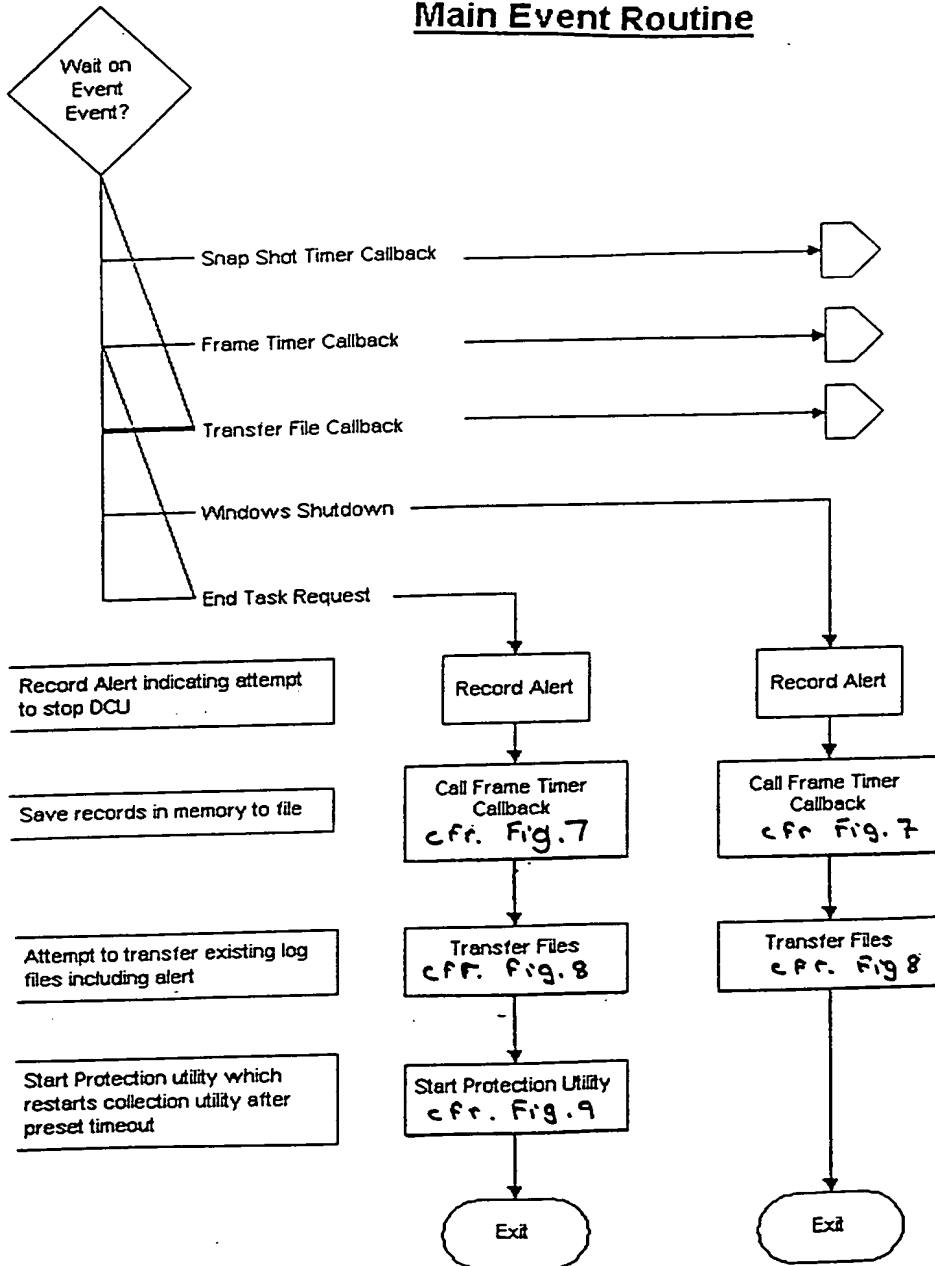 Main Event Routine
Wait on
Event
Event?
Snap Shot Timer Callback
Frame Timer Callback
Transfer File Callback
Windows Shutdown
End Task Request
Record Alert indicating attempt
to stop DCU
Record Alert
Record Alert
Save records in memory to file
Call Frame Timer
Callback
cfr. Fig.7
Call Frame Timer
Callback
cfr Fig.7
Attempt to transfer existing log
files including alert
Transfer Files
cfr. Fig.8
Transfer Files
cfr. Fig 8
Start Protection utility which
restarts collection utility after
preset timeout
Start Protection Utility
cfr. Fig.9
Exit
Exit